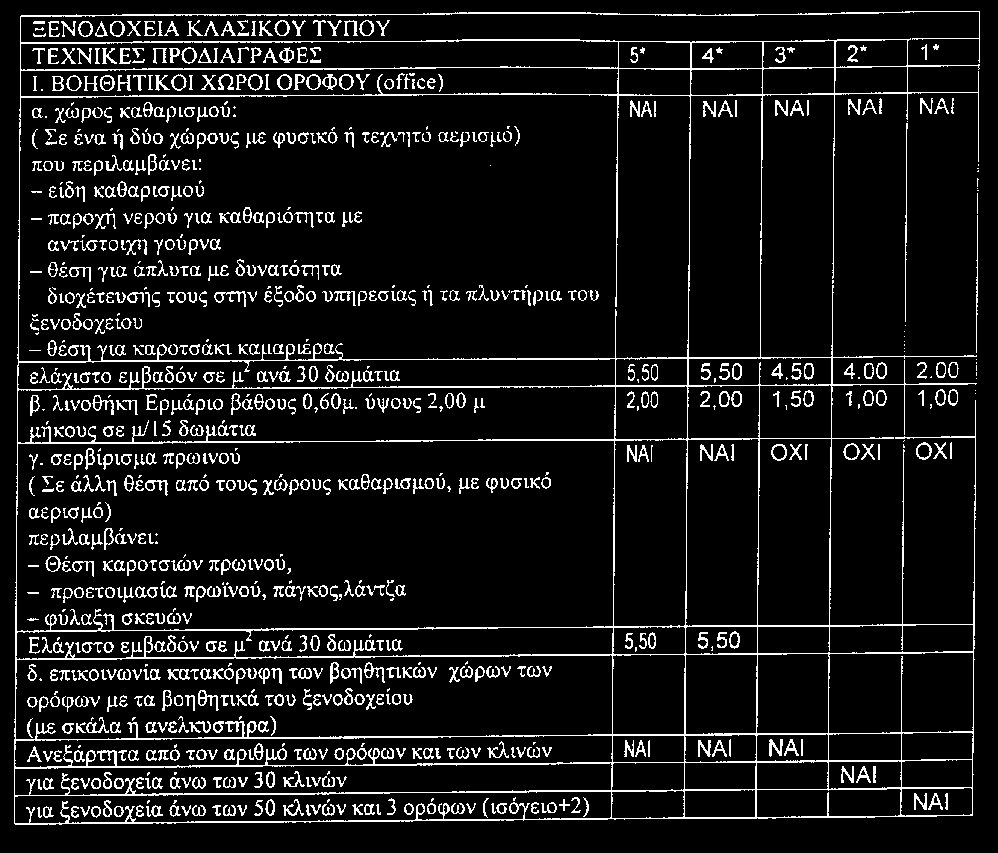 ΞΕΝΟΔΟΧΕΙΑ ΚΛΑΣΙΚΟΥ ΤΥΠΟΥ
ΤΕΧΝΙΚΕΣ ΠΡΟΔΙΑΓΡΑΦΕΣ 5* 4* 3* 2* 1*
Ι. ΒΟΗΘΗΤΙΚΟΙ ΧΩΡΟΙ ΟΡΟΦΟΥ (office)
α. χώρος καθαρισμού: ΝΑΙ ΝΑΙ ΝΑΙ ΝΑΙ ΝΑΙ
( Σε ένα ή δύο χώρους με φυσικό ή τεχνητό αερισμό)
που περιλαμβάνει:
– είδη καθαρισμού
– παροχή νερού για καθαριότητα με
αντίστοιχη γούρνα
– θέση για άπλυτα με δυνατότητα
διοχέτευσής τους στην έξοδο υπηρεσίας ή τα πλυντήρια του
ξενοδοχείου
– θέση για καροτσάκι καμαριέρας
ελάχιστο εμβαδόν σε μ² ανά 30 δωμάτια 5,50 5,50 4.50 4.00 2.00
β. λινοθήκη Ερμάριο βάθους 0,60μ. ύψους 2,00 μ 2,00 2,00 1,50 1,00 1,00
μήκους σε μ/15 δωμάτια
γ. σερβίρισμα πρωινού ΝΑΙ ΝΑΙ ΟΧΙ ΟΧΙ ΟΧΙ
( Σε άλλη θέση από τους χώρους καθαρισμού, με φυσικό
αερισμό)
περιλαμβάνει:
– Θέση καροτσιών πρωινού,
– προετοιμασία πρωϊνού, πάγκος,λάντζα
– φύλαξη σκευών
Ελάχιστο εμβαδόν σε μ² ανά 30 δωμάτια 5,50 5,50
δ. επικοινωνία κατακόρυφη των βοηθητικών χώρων των
ορόφων με τα βοηθητικά του ξενοδοχείου
(με σκάλα ή ανελκυστήρα)
Ανεξάρτητα από τον αριθμό των ορόφων και των κλινών ΝΑΙ ΝΑΙ ΝΑΙ
για ξενοδοχεία άνω των 30 κλινών ΝΑΙ
για ξενοδοχεία άνω των 50 κλινών και 3 ορόφων (ισόγειο+2) ΝΑΙ